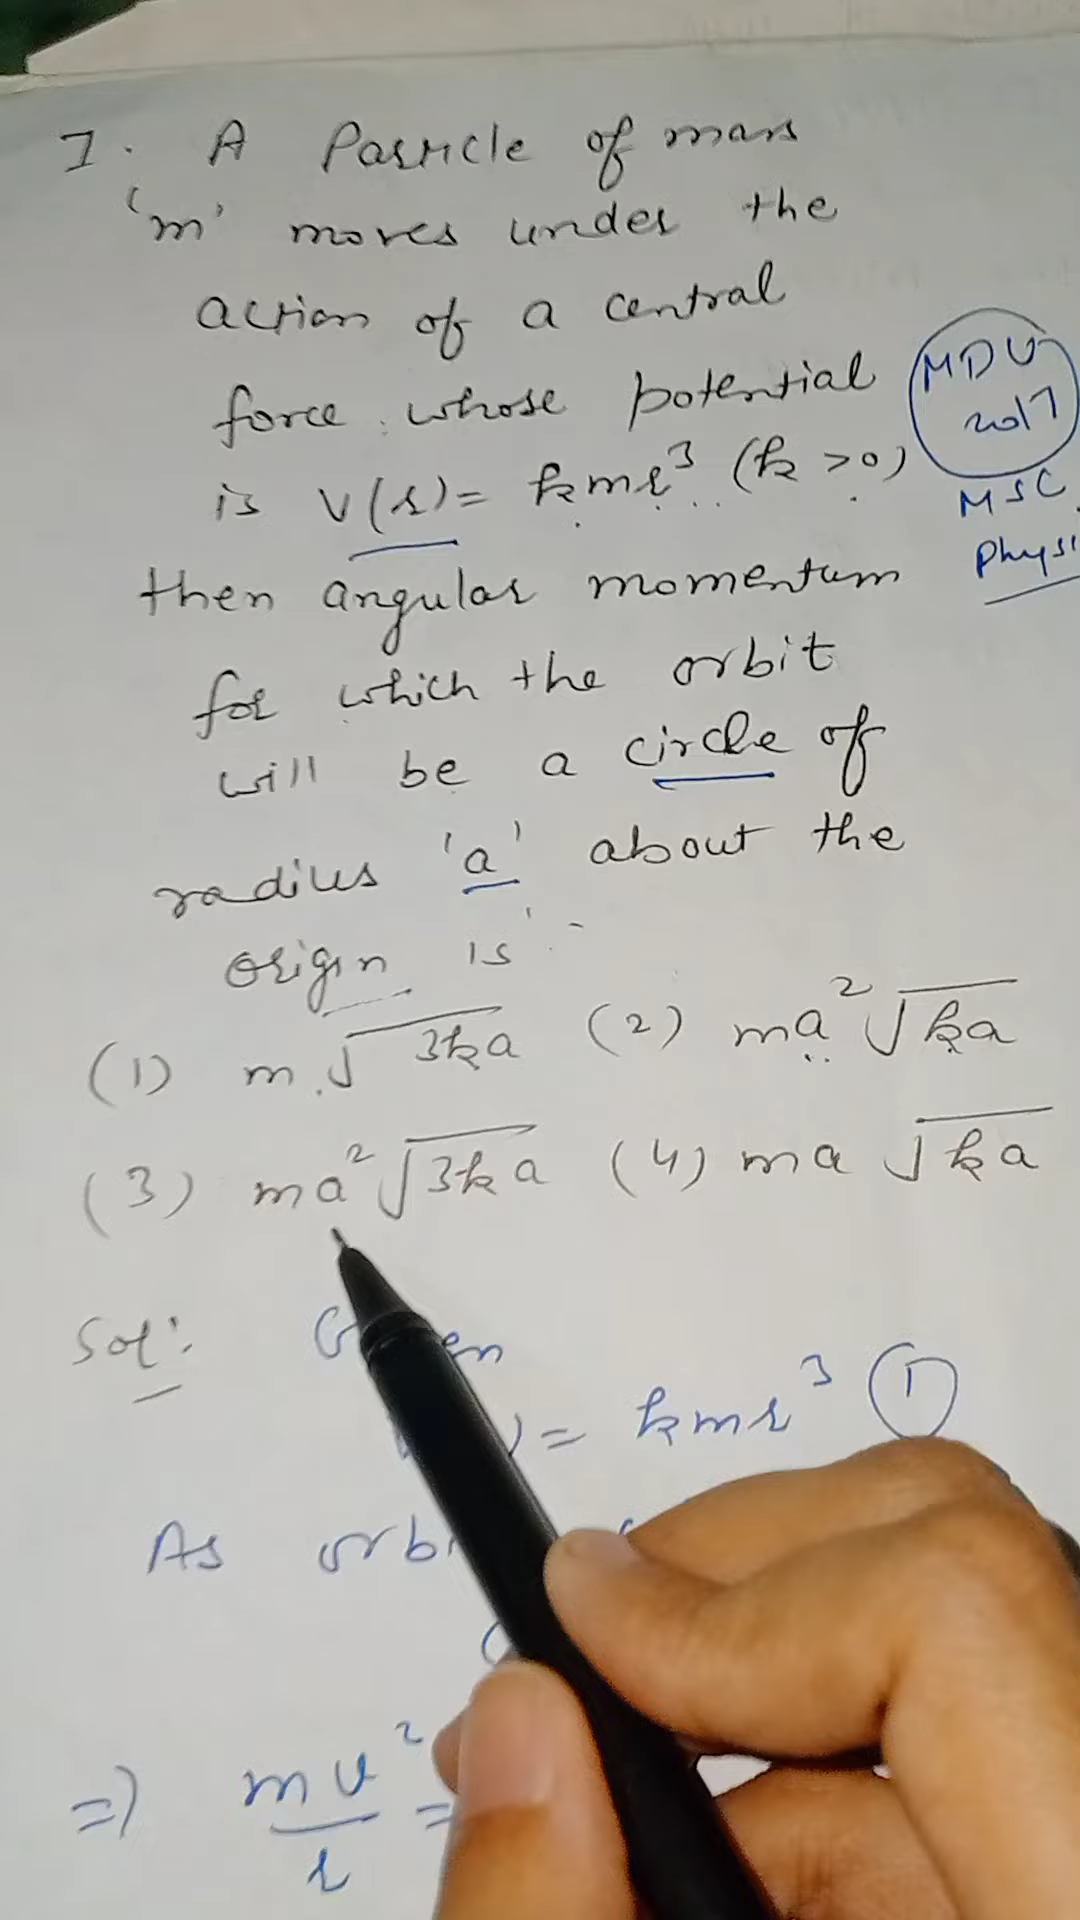 1. A Particle of mass
'm' moves under the
action of a central
force whose potential
is V(r)= kmr³ (k >0)
MDU
2017
MSC
Physi
then angular momentum
for which the orbit
will be a circle of
radius 'a' about the
origin is
(1) m √3ka (2) ma²√ka
(3) ma²√3ka (4) ma √ka
Sol:
= kmr³ ①
As
=> mv²/r =